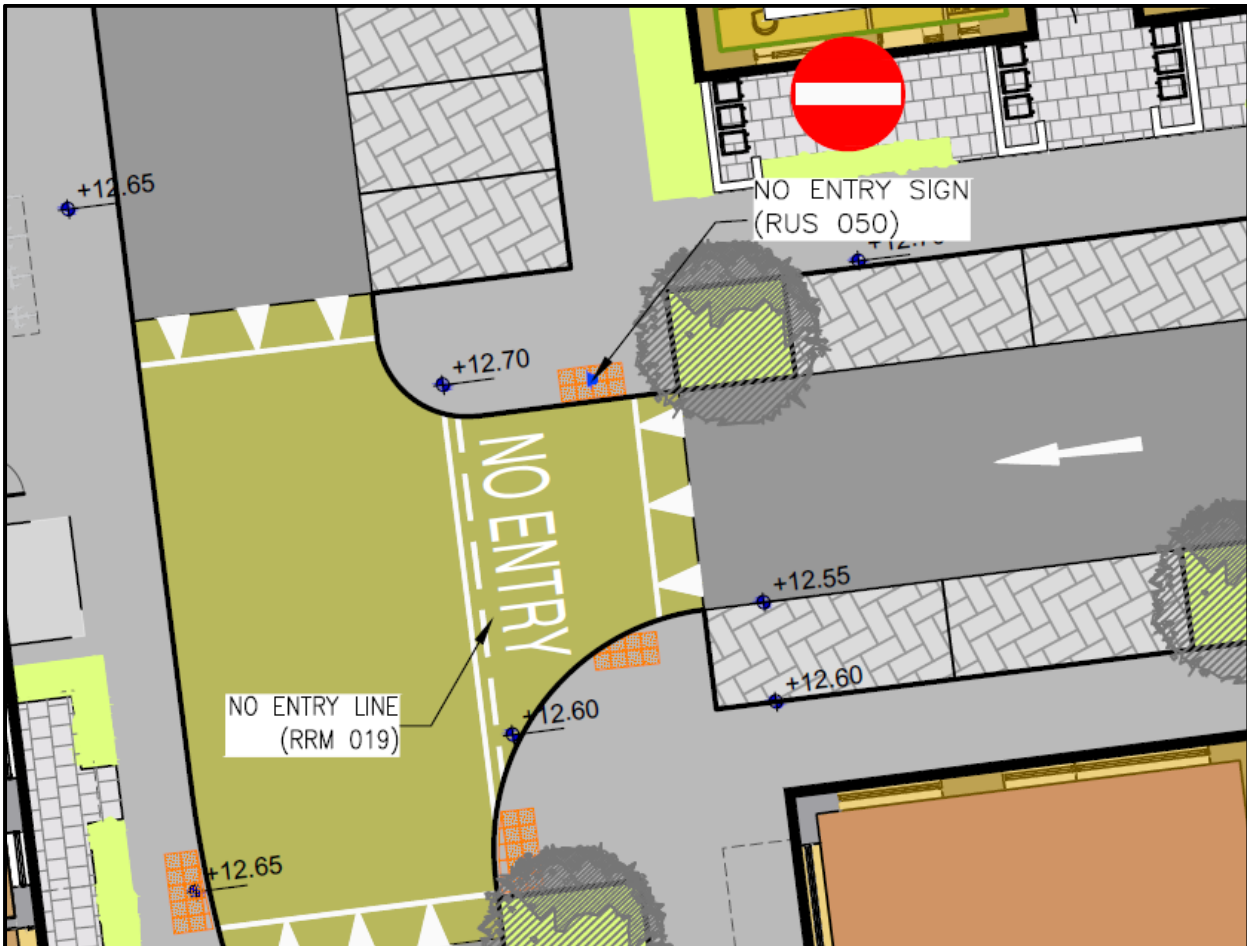 +12.65
NO ENTRY SIGN
(RUS 050)
+12.70
NO ENTRY
+12.55
+12.60
NO ENTRY LINE
(RRM 019)
+12.60
+12.65